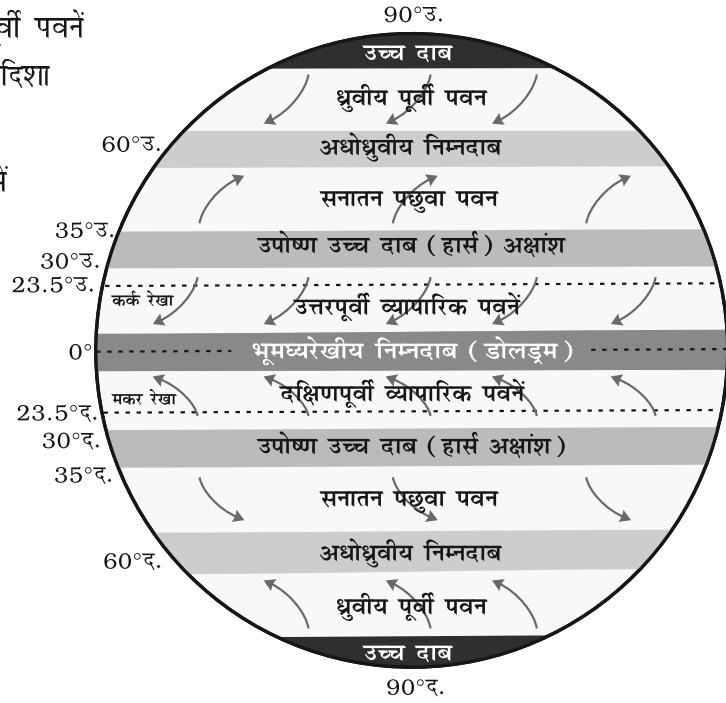 र्वी पवनें
दिशा
में
90°उ.
उच्च दाब
ध्रुवीय पूर्वी पवन
60°उ.
अधोध्रुवीय निम्नदाब
सनातन पछुवा पवन
35°उ.
उपोष्ण उच्च दाब (हार्स) अक्षांश
30°उ.
23.5°उ.
कर्क रेखा
उत्तरपूर्वी व्यापारिक पवनें
0°
भूमध्यरेखीय निम्नदाब (डोलड्रम)
दक्षिणपूर्वी व्यापारिक पवनें
मकर रेखा
23.5°द.
30°द.
उपोष्ण उच्च दाब (हार्स अक्षांश)
35°द.
सनातन पछुवा पवन
60°द.
अधोध्रुवीय निम्नदाब
ध्रुवीय पूर्वी पवन
उच्च दाब
90°द.